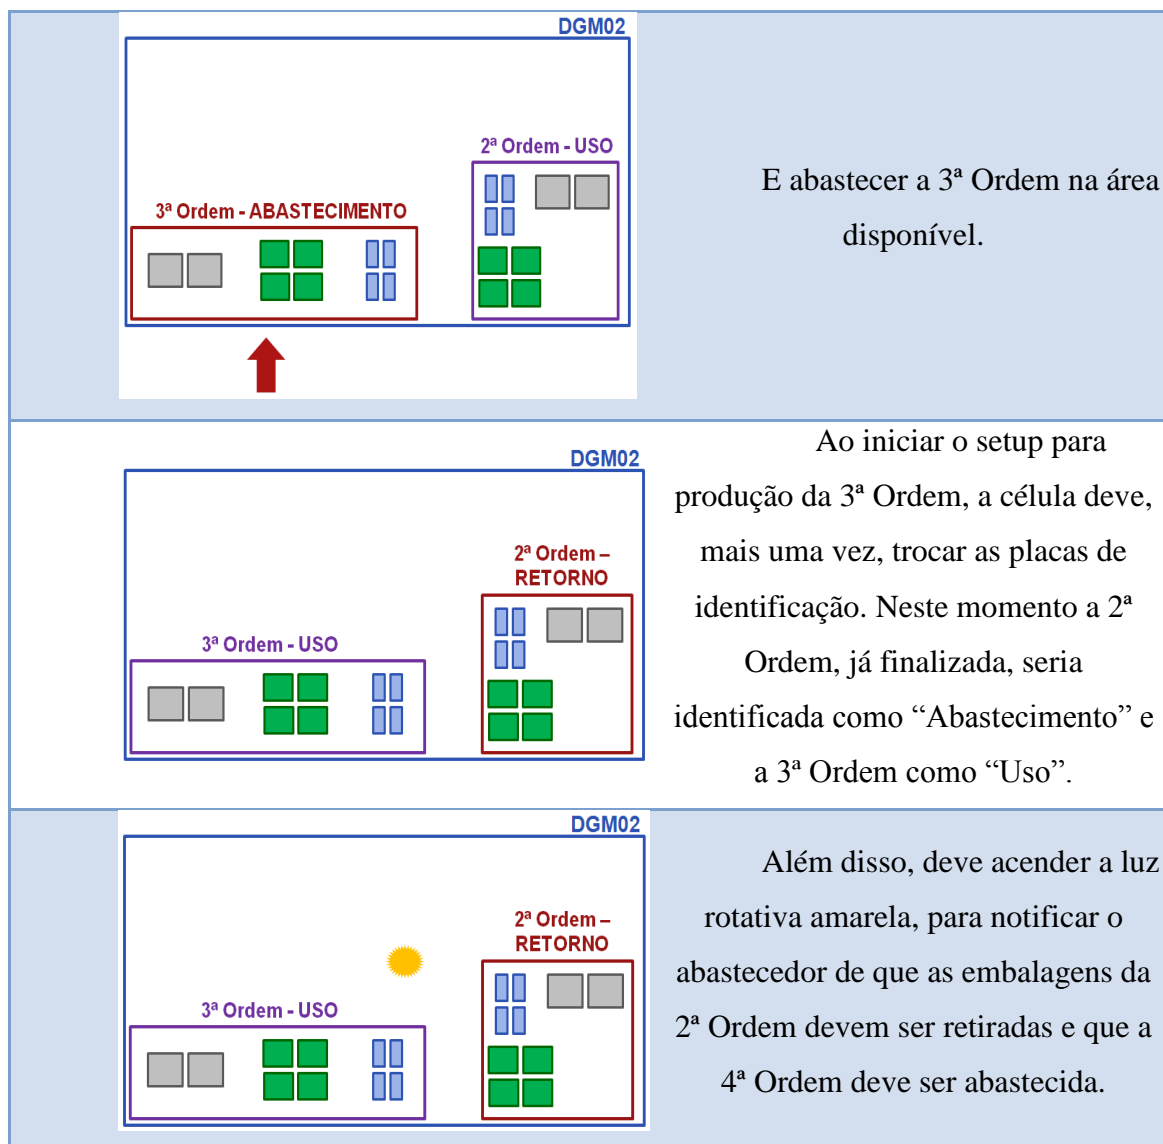 DGM02
2ª Ordem - USO
3ª Ordem - ABASTECIMENTO
E abastecer a 3ª Ordem na área
disponível.
DGM02
2ª Ordem –
RETORNO
3ª Ordem - USO
Ao iniciar o setup para
produção da 3ª Ordem, a célula deve,
mais uma vez, trocar as placas de
identificação. Neste momento a 2ª
Ordem, já finalizada, seria
identificada como “Abastecimento” e
a 3ª Ordem como “Uso”.
DGM02
2ª Ordem –
RETORNO
3ª Ordem - USO
Além disso, deve acender a luz
rotativa amarela, para notificar o
abastecedor de que as embalagens da
2ª Ordem devem ser retiradas e que a
4ª Ordem deve ser abastecida.